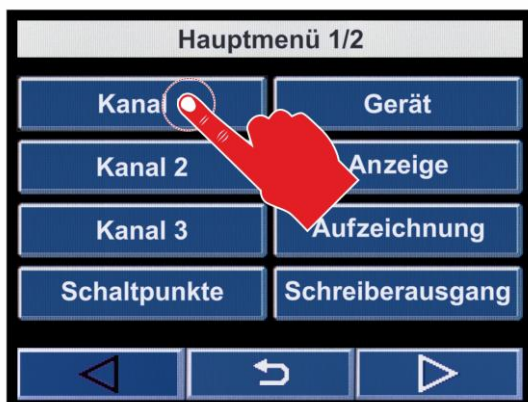 Hauptmenü 1/2
Kanal
Gerät
Kanal 2
Anzeige
Kanal 3
Aufzeichnung
Schaltpunkte
Schreiberausgang